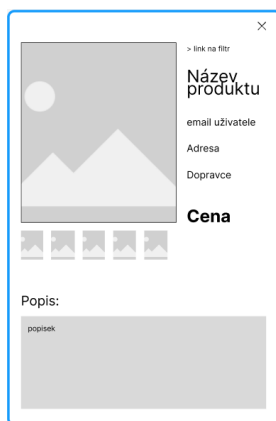 > link na filtr
Název
produktu
email uživatele
Adresa
Dopravce
Cena
Popis:
popisek